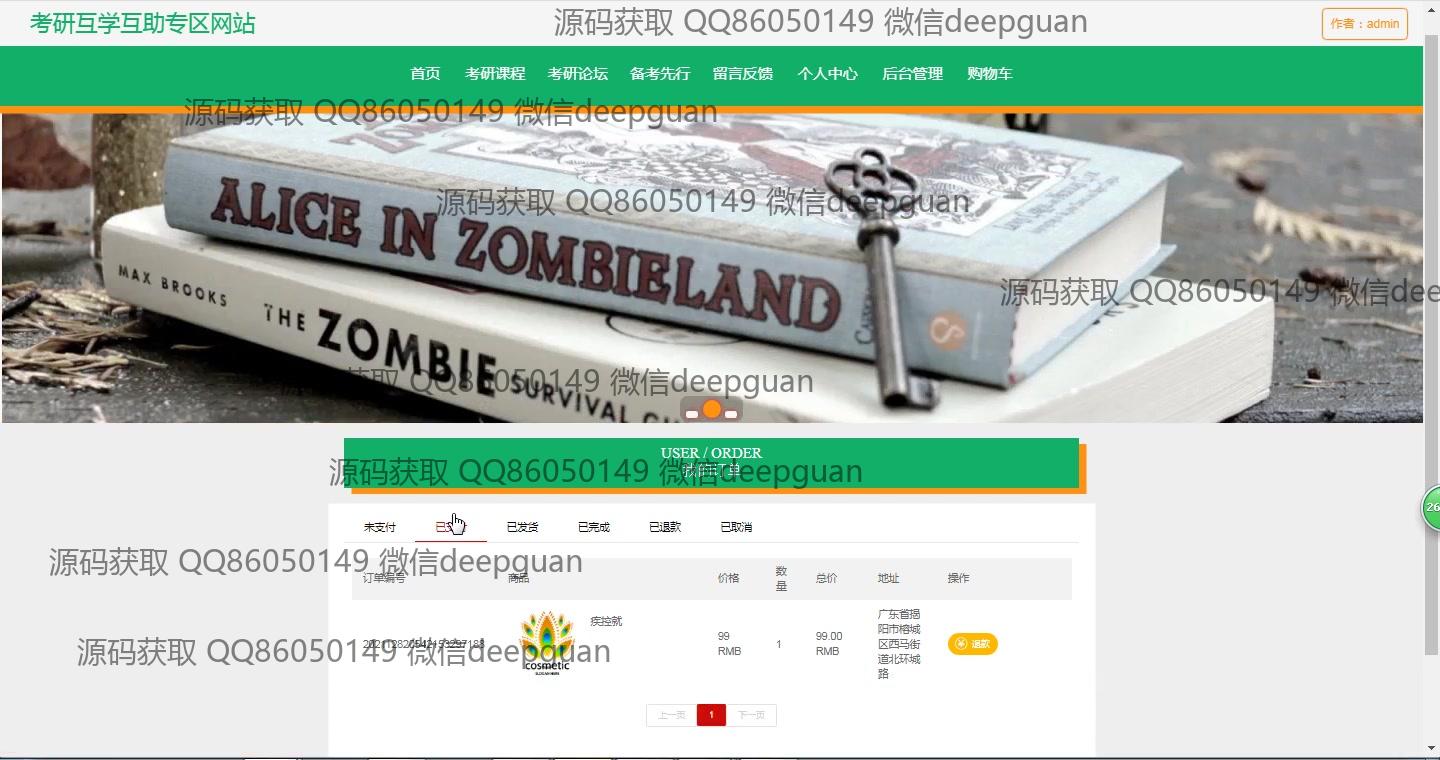 考研互学互助专区网站
源码获取 QQ86050149 微信deepguan
作者：admin
首页 考研课程 考研论坛 备考先行 留言反馈 个人中心 后台管理 购物车
源码获取 QQ86050149 微信deepguan
ALICE IN ZOMBIELAND
源码获取 QQ86050149 微信deepguan
MAX BROOKS THE ZOMBIE SURVIVAL
源码获取 QQ86050149 微信dee
获取 QQ86050149 微信deepguan
USER / ORDER
我的订单
源码获取 QQ86050149 微信deepguan
未支付 已支付 已发货 已完成 已退款 已取消
源码获取 QQ86050149 微信deepguan
订单编号 商品 价格 数量 总价 地址 操作
疾控就
cosmetic
99 RMB
1
99.00 RMB
广东省揭
阳市榕城
区西马街
道北环城
路
退款
源码获取 QQ86050149 微信deepguan
上一页 1 下一页
26